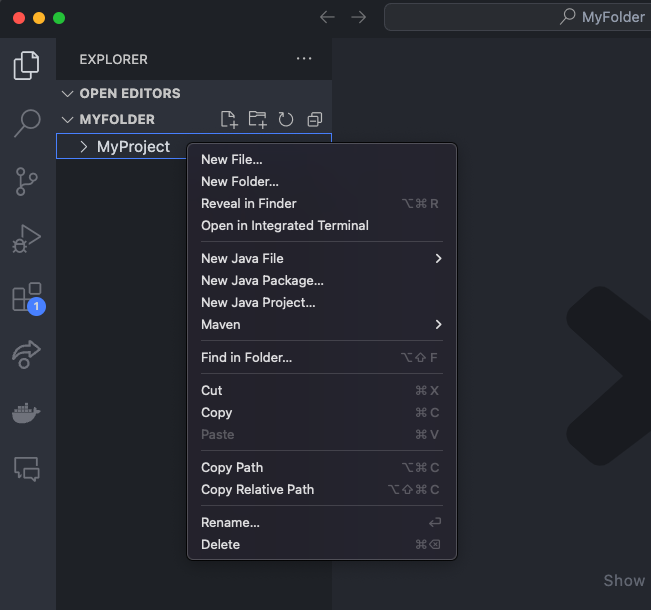 MyFolder
EXPLORER
OPEN EDITORS
MYFOLDER
MyProject
New File...
New Folder...
Reveal in Finder ⌥⌘R
Open in Integrated Terminal
New Java File
New Java Package...
New Java Project...
Maven
Find in Folder... ⌥⇧F
Cut ⌘X
Copy ⌘C
Paste ⌘V
Copy Path ⌥⌘C
Copy Relative Path ⌥⇧⌘C
Rename... ⏎
Delete ⌘⌫
1
Show